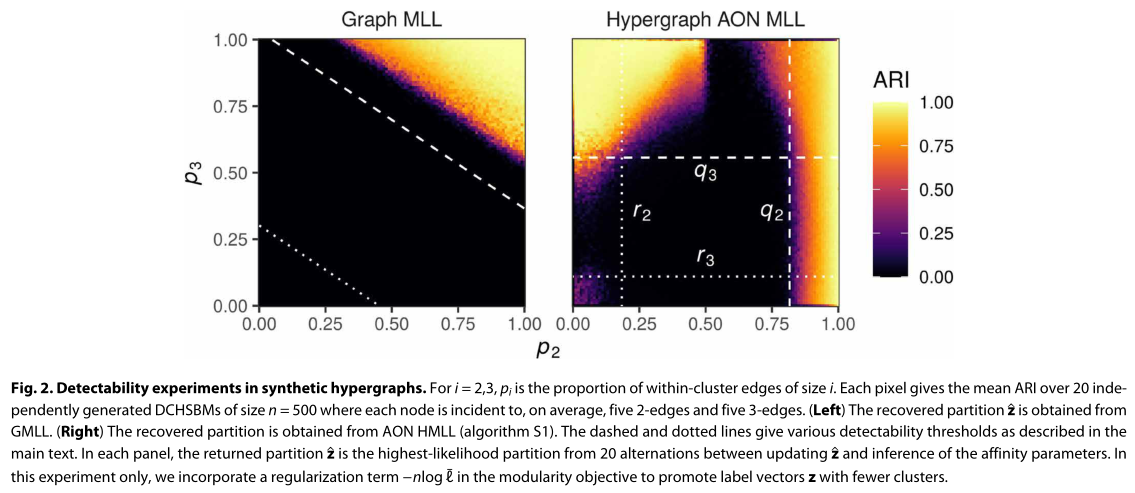 Graph MLL
Hypergraph AON MLL
1.00
0.75
0.50
0.25
0.00
p3
0.00 0.25 0.50 0.75 1.00
q3
r2
q2
r3
0.00 0.25 0.50 0.75 1.00
p2
ARI
1.00
0.75
0.50
0.25
0.00
Fig. 2. Detectability experiments in synthetic hypergraphs. For i = 2,3, pi is the proportion of within-cluster edges of size i. Each pixel gives the mean ARI over 20 inde-
pendently generated DCHSBMs of size n = 500 where each node is incident to, on average, five 2-edges and five 3-edges. (Left) The recovered partition ẑ is obtained from
GMLL. (Right) The recovered partition is obtained from AON HMLL (algorithm S1). The dashed and dotted lines give various detectability thresholds as described in the
main text. In each panel, the returned partition ẑ is the highest-likelihood partition from 20 alternations between updating ẑ and inference of the affinity parameters. In
this experiment only, we incorporate a regularization term −nlog ℓ̄ in the modularity objective to promote label vectors z with fewer clusters.